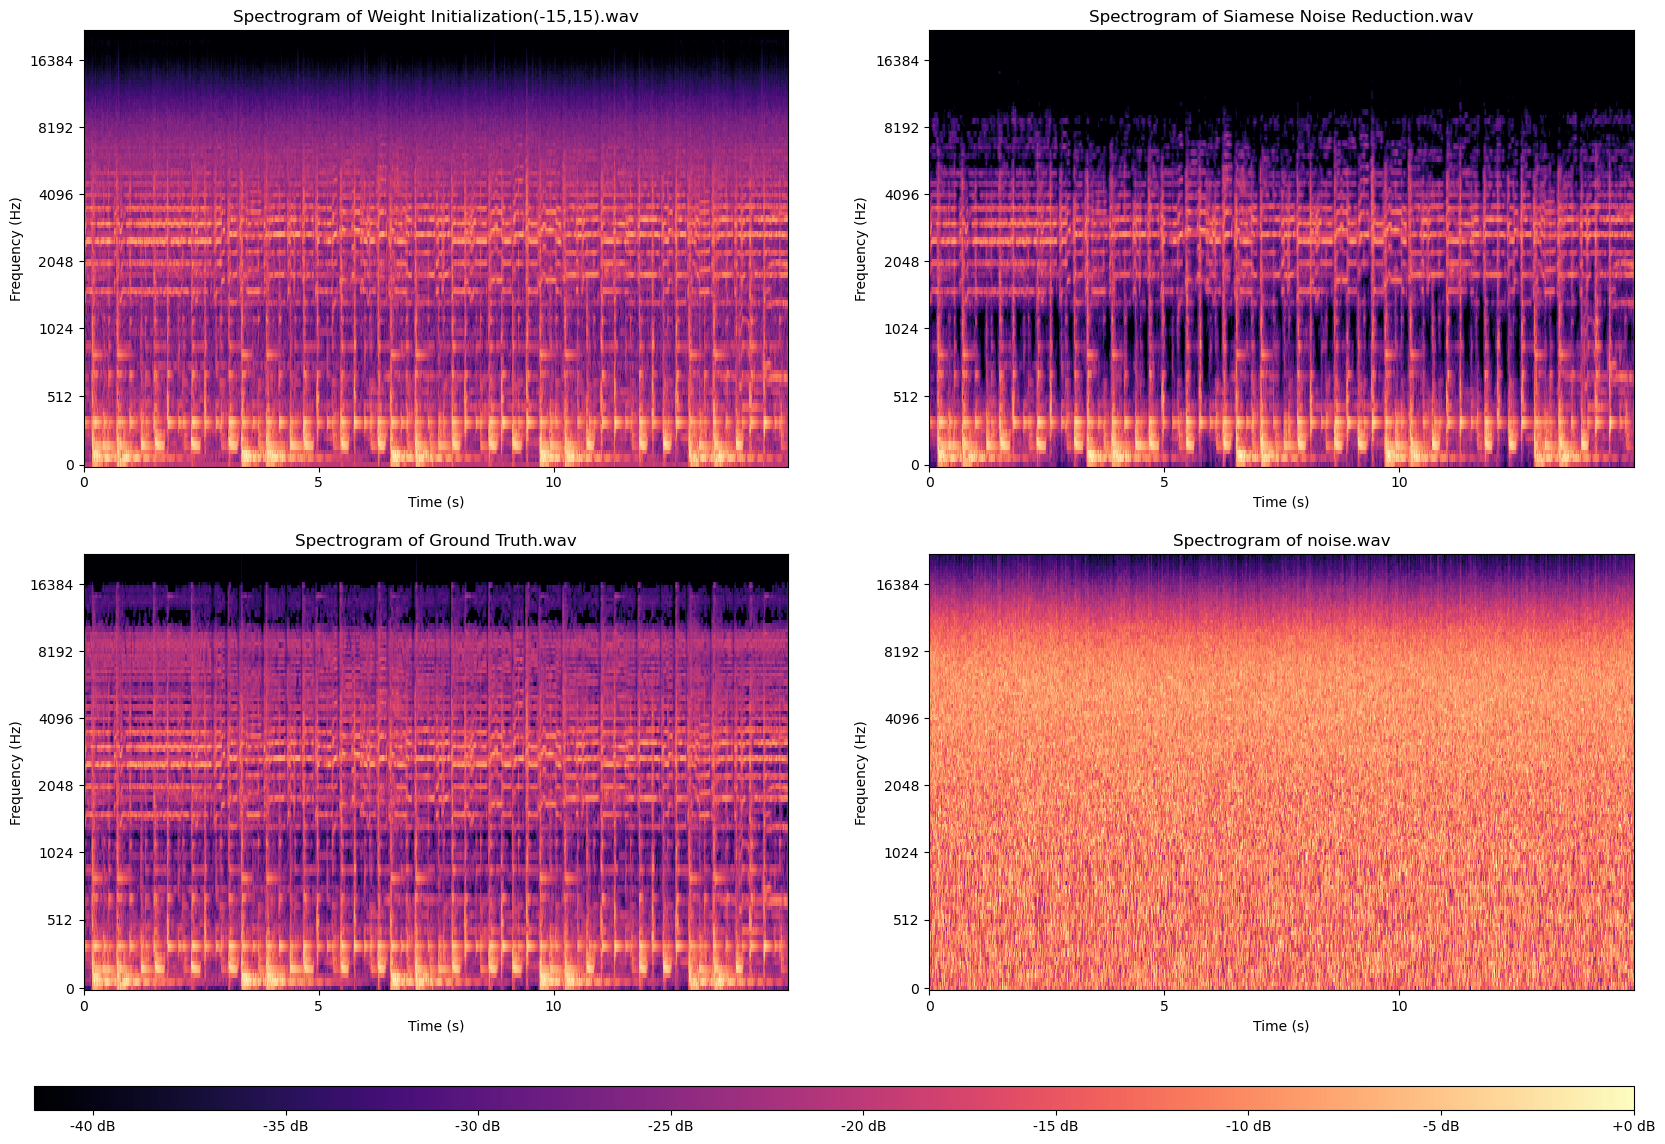 Spectrogram of Weight Initialization(-15,15).wav
Frequency (Hz)
16384
8192
4096
2048
1024
512
0
0 5 10
Time (s)
Spectrogram of Siamese Noise Reduction.wav
Frequency (Hz)
16384
8192
4096
2048
1024
512
0
0 5 10
Time (s)
Spectrogram of Ground Truth.wav
Frequency (Hz)
16384
8192
4096
2048
1024
512
0
0 5 10
Time (s)
Spectrogram of noise.wav
Frequency (Hz)
16384
8192
4096
2048
1024
512
0
0 5 10
Time (s)
-40 dB -35 dB -30 dB -25 dB -20 dB -15 dB -10 dB -5 dB +0 dB